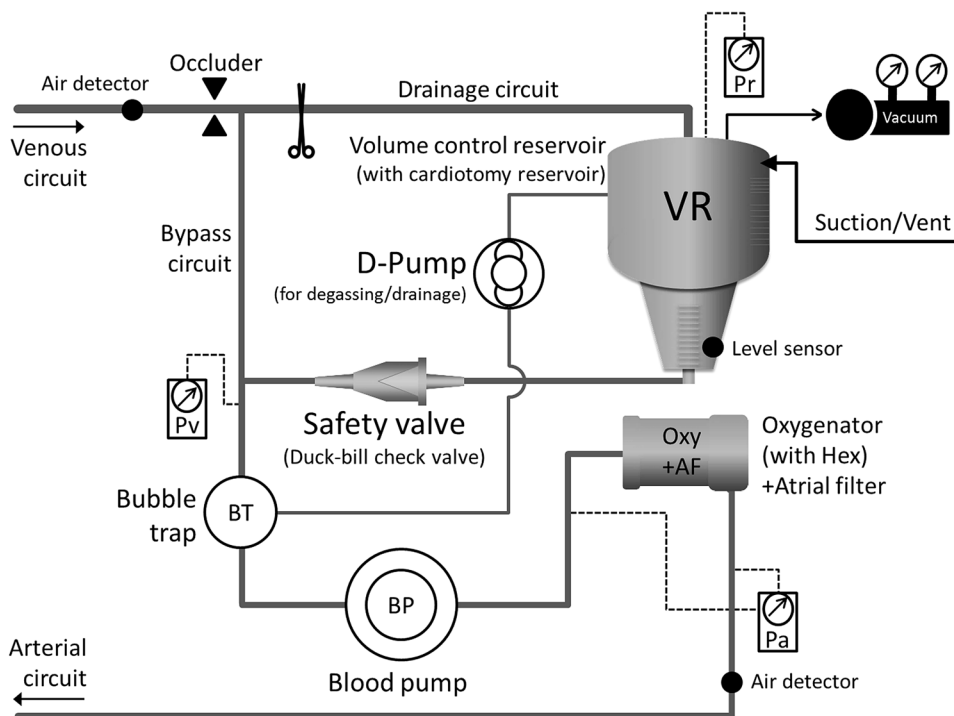 Air detector
Occluder
Drainage circuit
Pr
Vacuum
Venous
circuit
Volume control reservoir
(with cardiotomy reservoir)
VR
Suction/Vent
Bypass
circuit
D-Pump
(for degassing/drainage)
Level sensor
Pv
Safety valve
(Duck-bill check valve)
Oxy
+AF
Oxygenator
(with Hex)
+Atrial filter
Bubble
trap
BT
BP
Blood pump
Pa
Arterial
circuit
Air detector